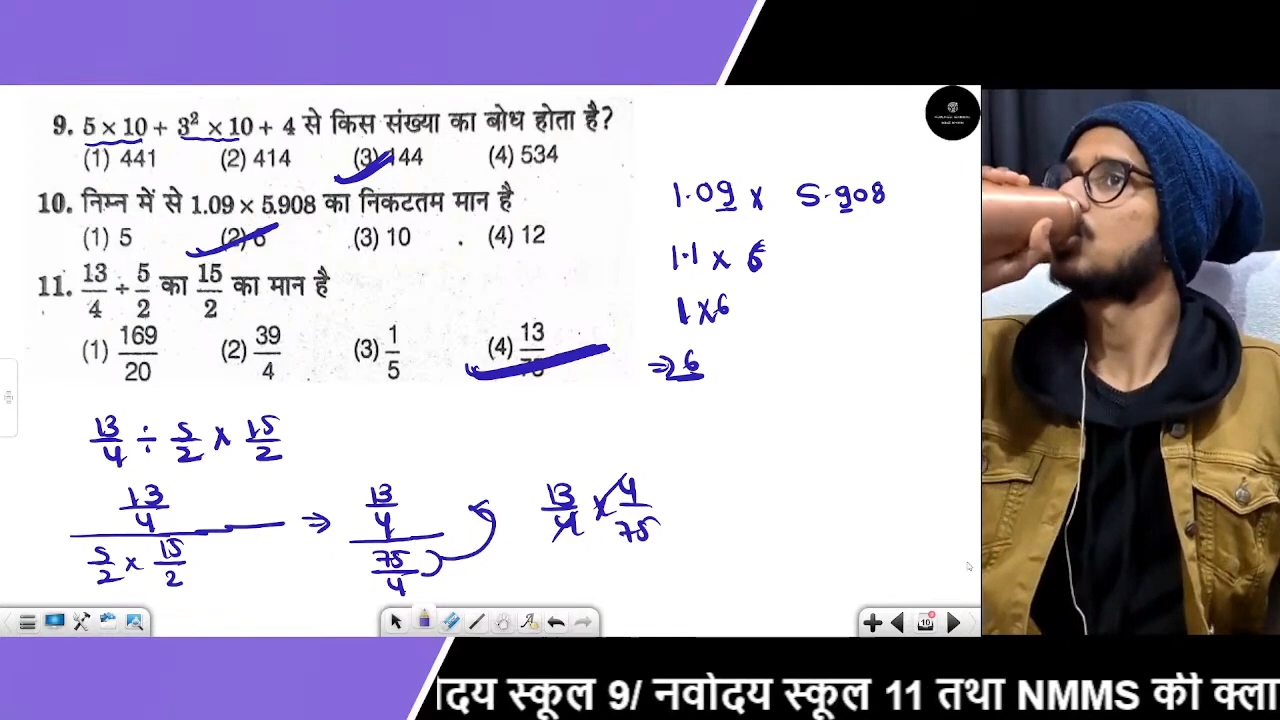 9. 5 × 10 + 3² × 10 + 4 से किस संख्या का बोध होता है?
(1) 441 (2) 414 (3) 144 (4) 534
10. निम्न में से 1.09 × 5.908 का निकटतम मान है
(1) 5 (2) 6 (3) 10 (4) 12
11. 13/4 ÷ 5/2 का 15/2 का मान है
(1) 169/20 (2) 39/4 (3) 1/5 (4) 13/75
1.09 × 5.908
1.1 × 6
1 × 6
⇒ 6
13/4 ÷ 5/2 × 15/2
13/4 / 5/2 × 15/2 ⇒ 13/4 / 75/4 13/4 × 4/75
10
दय स्कूल 9/ नवोदय स्कूल 11 तथा NMMS की क्ला